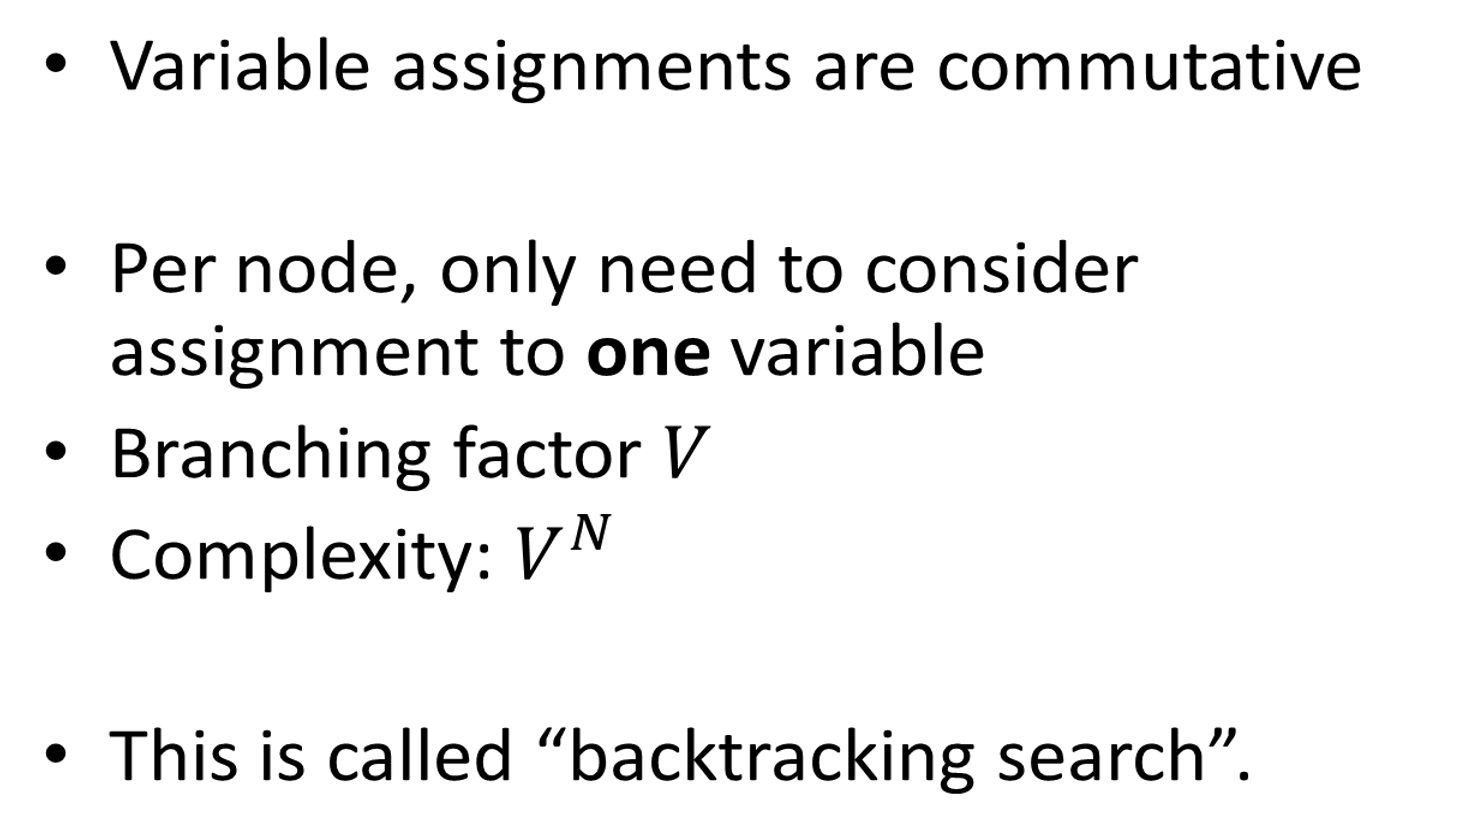 • Variable assignments are commutative
• Per node, only need to consider
assignment to one variable
• Branching factor V
• Complexity: V^N
• This is called “backtracking search”.